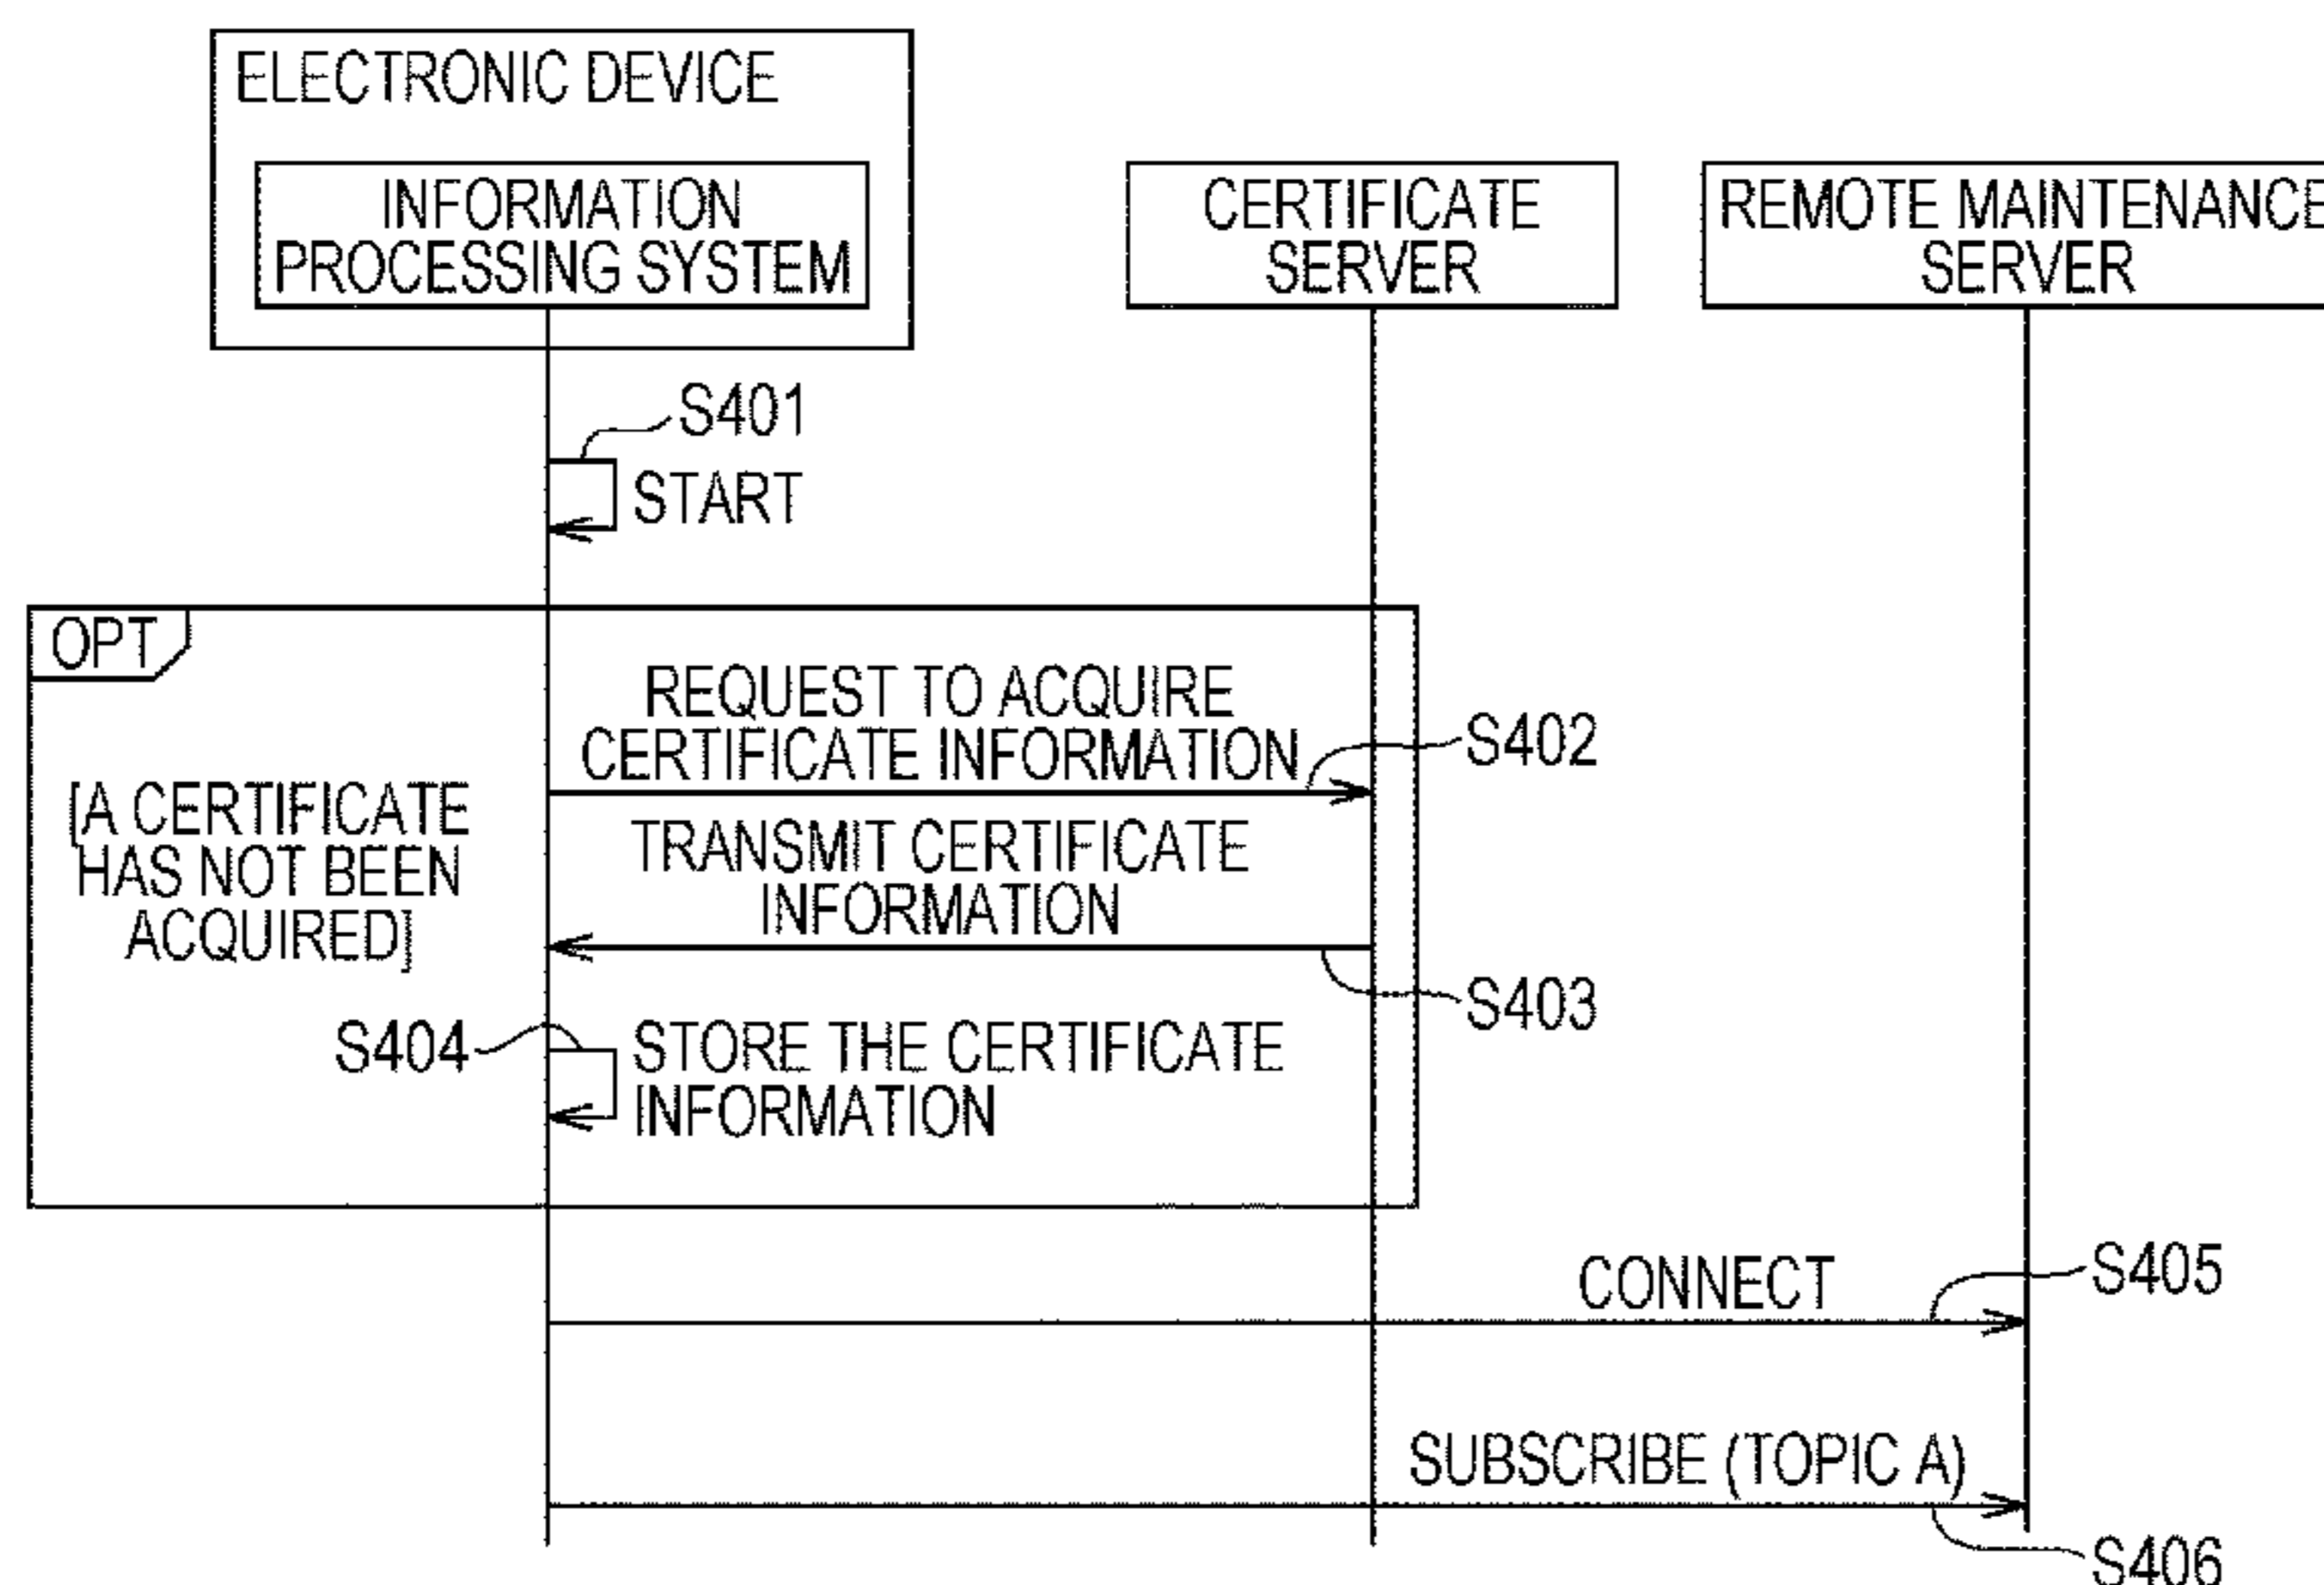 ELECTRONIC DEVICE
INFORMATION
PROCESSING SYSTEM
CERTIFICATE
SERVER
REMOTE MAINTENANCE
SERVER
S401
START
OPT
REQUEST TO ACQUIRE
CERTIFICATE INFORMATION
S402
[A CERTIFICATE
HAS NOT BEEN
ACQUIRED]
TRANSMIT CERTIFICATE
INFORMATION
S403
S404
STORE THE CERTIFICATE
INFORMATION
CONNECT
S405
SUBSCRIBE (TOPIC A)
S406